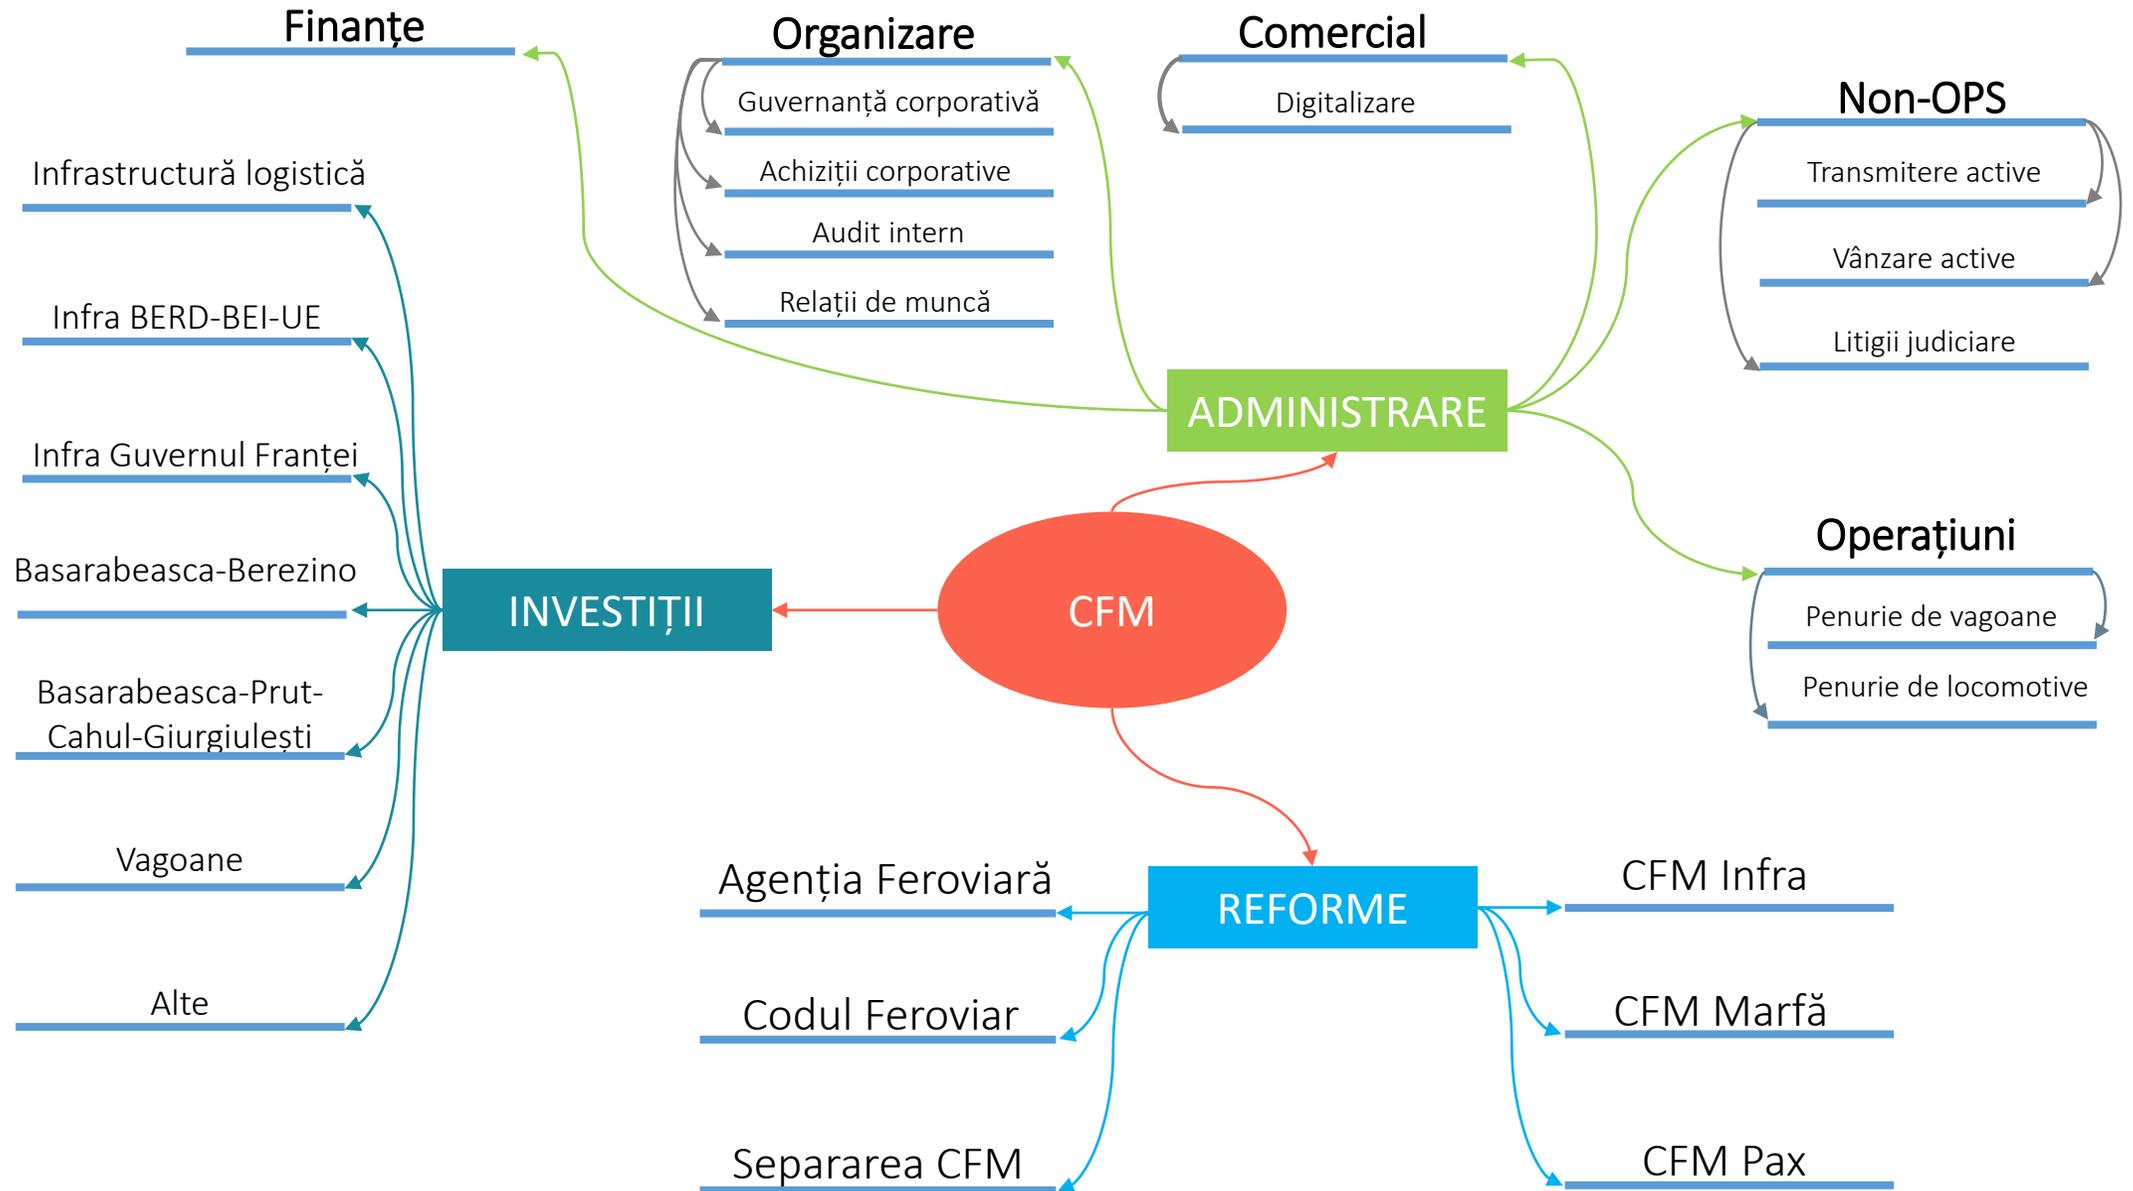 Finanțe
Organizare
Guvernanță corporativă
Achiziții corporative
Audit intern
Relații de muncă
Comercial
Digitalizare
Non-OPS
Transmitere active
Vânzare active
Litigii judiciare
Infrastructură logistică
Infra BERD-BEI-UE
Infra Guvernul Franței
Basarabeasca-Berezino
Basarabeasca-Prut-
Cahul-Giurgiulești
Vagoane
Alte
ADMINISTRARE
INVESTIȚII
CFM
Operațiuni
Penurie de vagoane
Penurie de locomotive
REFORME
Agenția Feroviară
Codul Feroviar
Separarea CFM
CFM Infra
CFM Marfă
CFM Pax